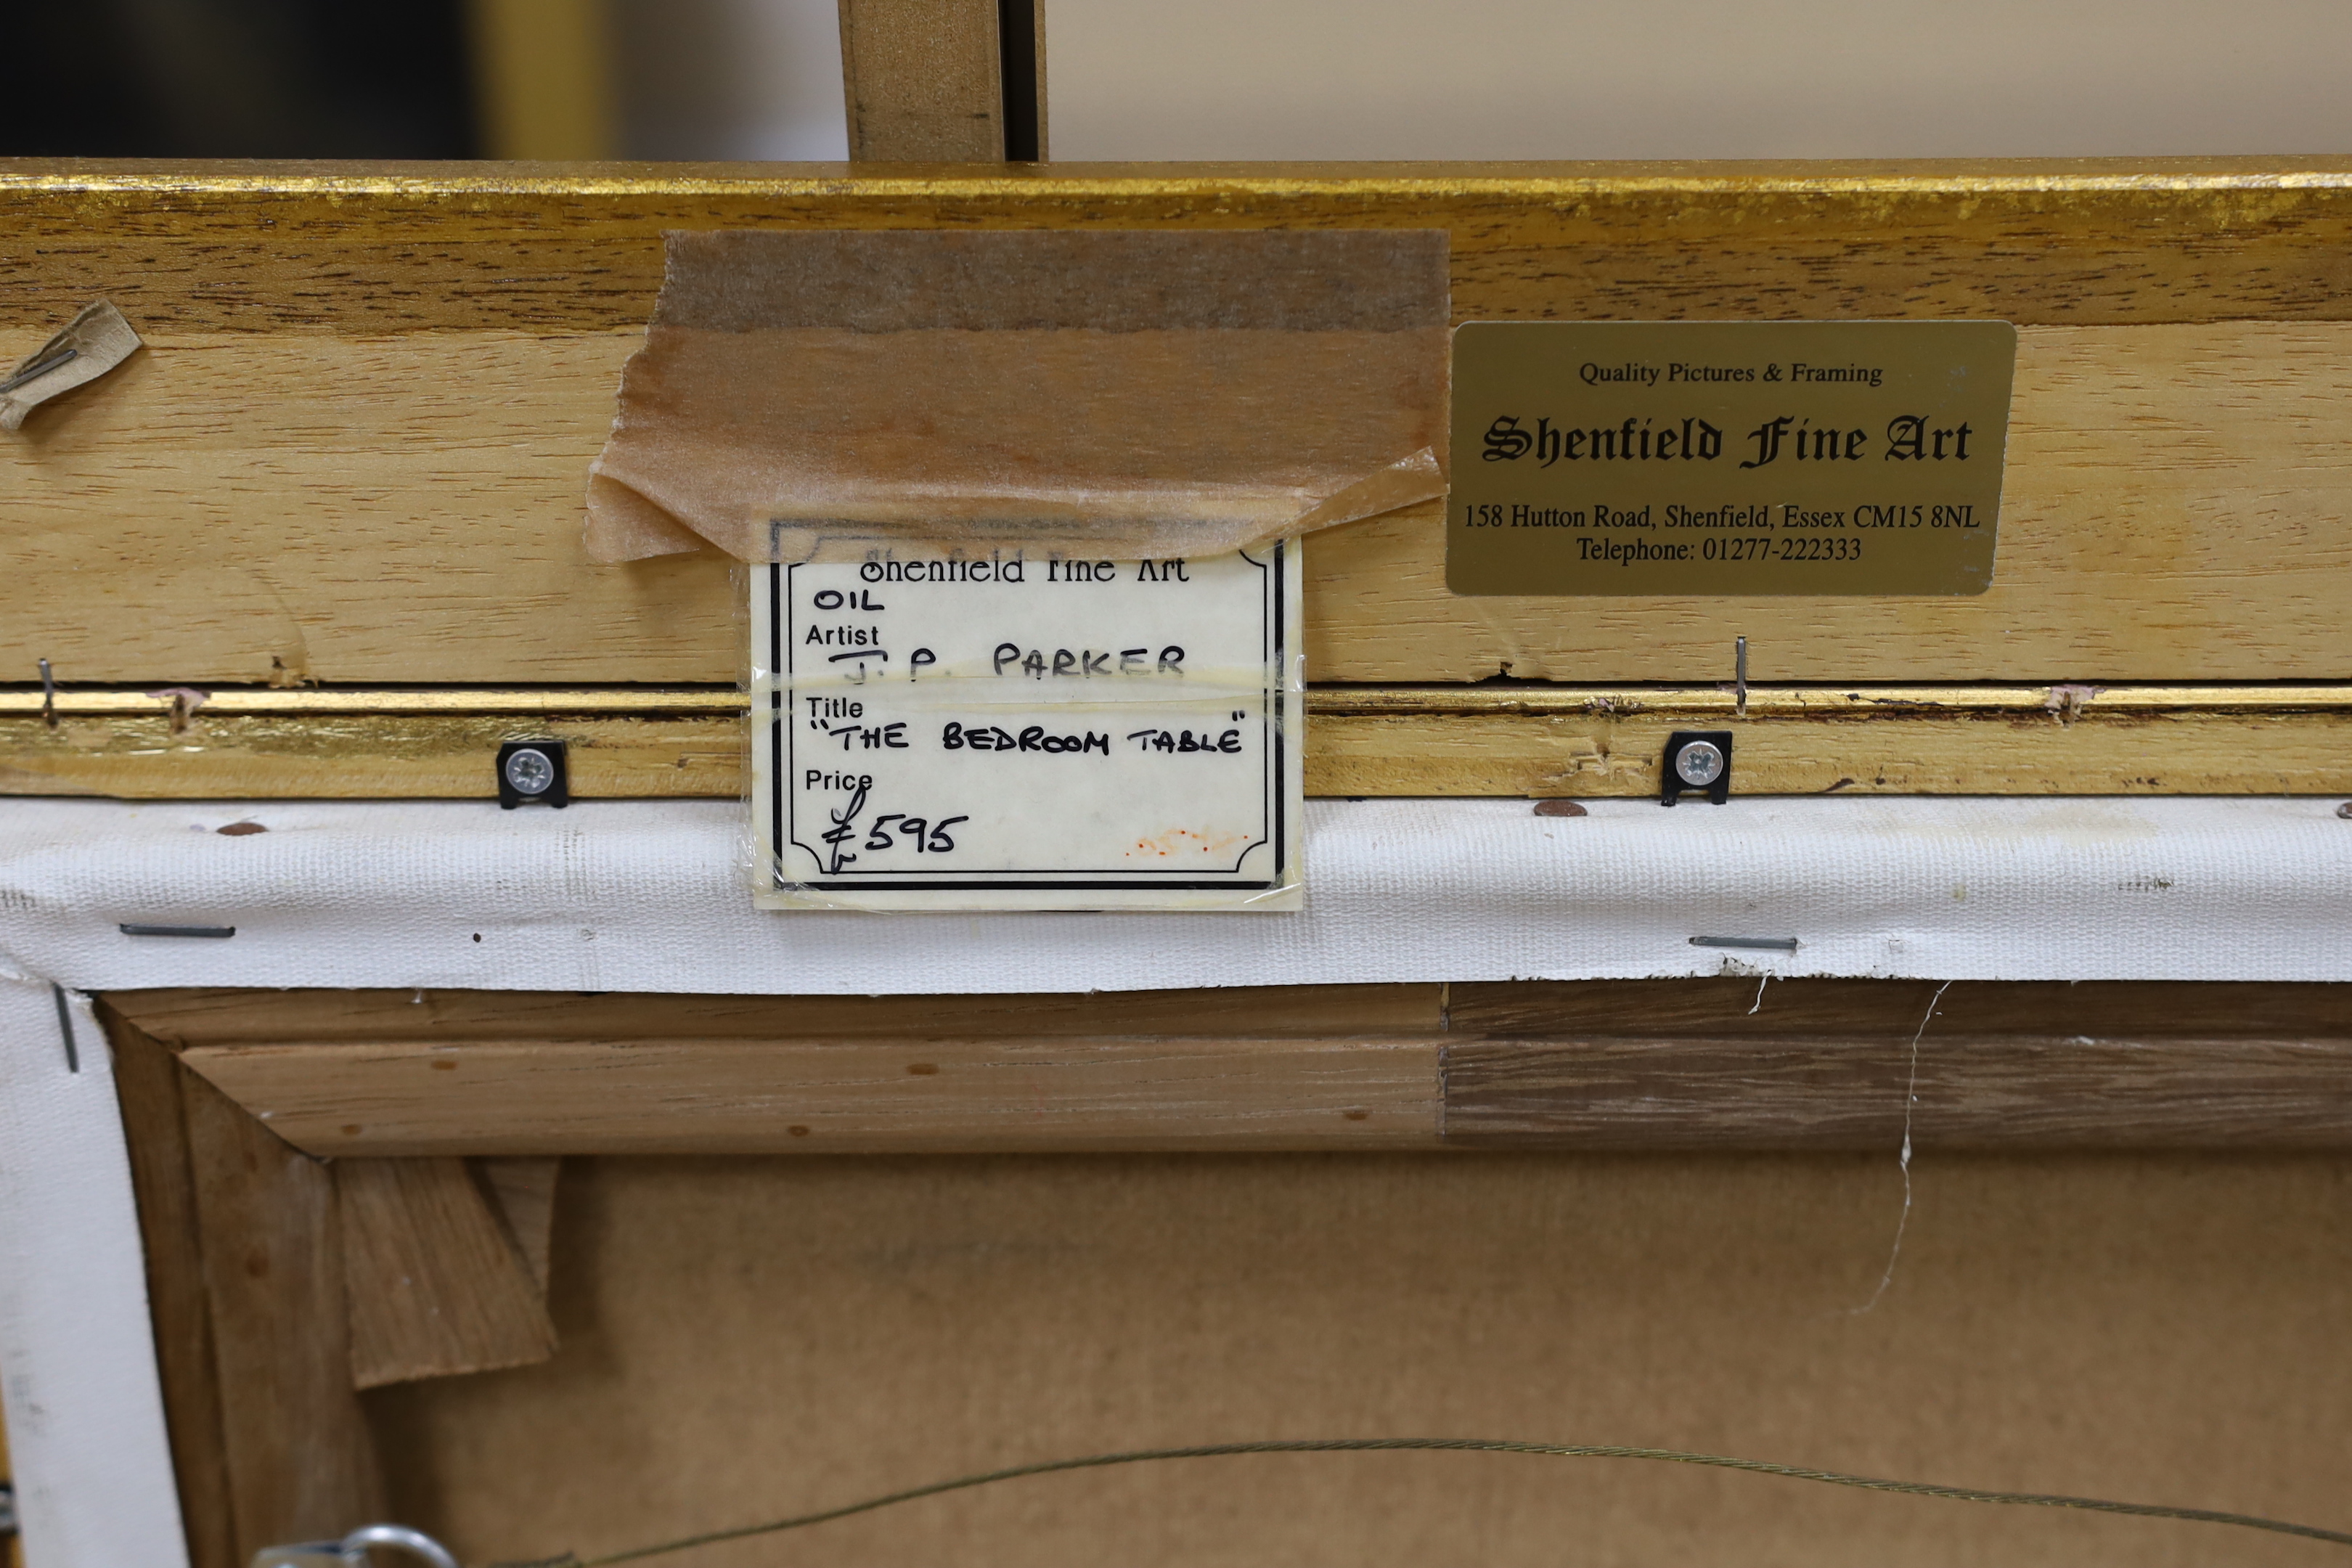 Shenfield Fine Art
OIL
Artist
J. P. PARKER
Title
"THE BEDROOM TABLE"
Price
£595
Quality Pictures & Framing
Shenfield Fine Art
158 Hutton Road, Shenfield, Essex CM15 8NL
Telephone: 01277-222333